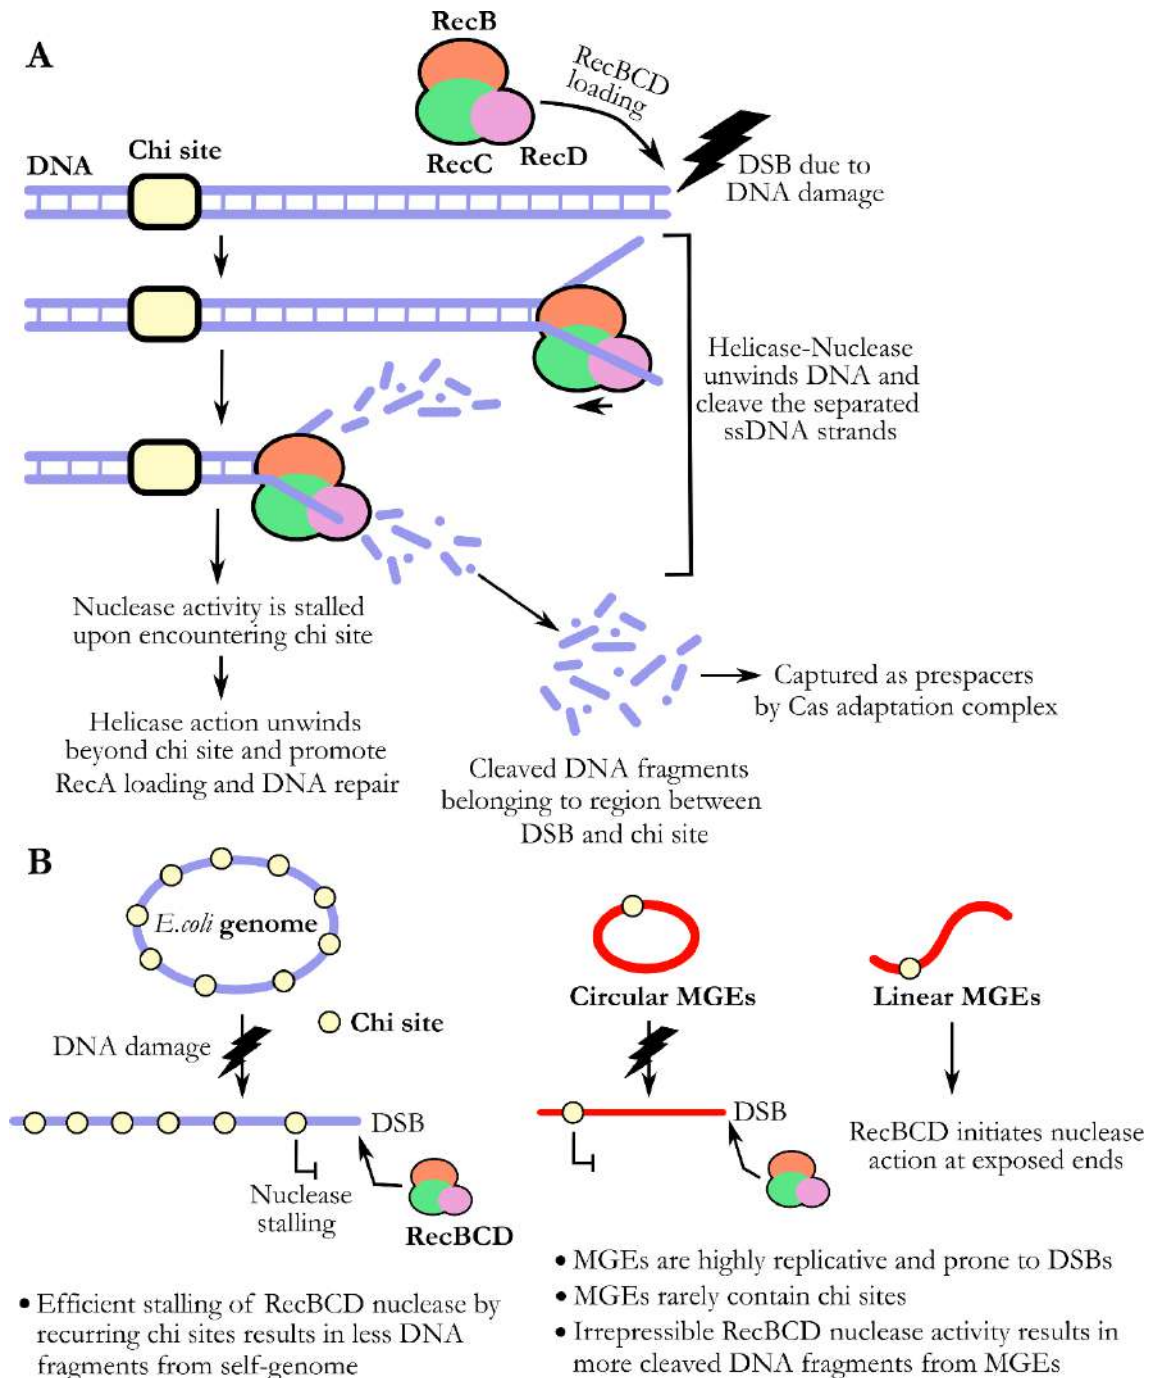 A
RecB
RecC
RecD
RecBCD
loading
DSB due to
DNA damage
DNA
Chi site
Helicase-Nuclease
unwinds DNA and
cleave the separated
ssDNA strands
Nuclease activity is stalled
upon encountering chi site
Helicase action unwinds
beyond chi site and promote
RecA loading and DNA repair
Cleaved DNA fragments
belonging to region between
DSB and chi site
Captured as prespacers
by Cas adaptation complex
B
E.coli genome
Chi site
DNA damage
DSB
Nuclease
stalling
RecBCD
• Efficient stalling of RecBCD nuclease by
recurring chi sites results in less DNA
fragments from self-genome
Circular MGEs
DSB
Linear MGEs
RecBCD initiates nuclease
action at exposed ends
• MGEs are highly replicative and prone to DSBs
• MGEs rarely contain chi sites
• Irrepressible RecBCD nuclease activity results in
more cleaved DNA fragments from MGEs